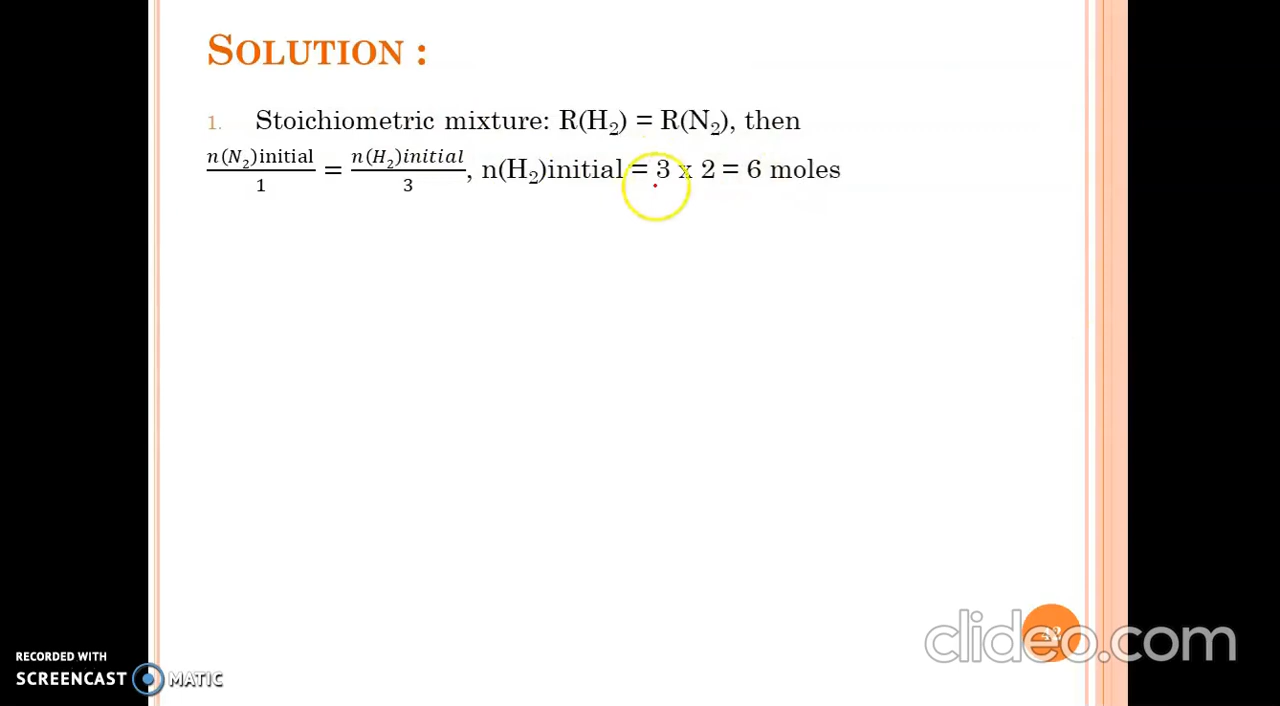 SOLUTION :
1. Stoichiometric mixture: R(H₂) = R(N₂), then
n(N₂)initial/1 = n(H₂)initial/3, n(H₂)initial = 3 x 2 = 6 moles
42
clideo.com
RECORDED WITH
SCREENCAST MATIC